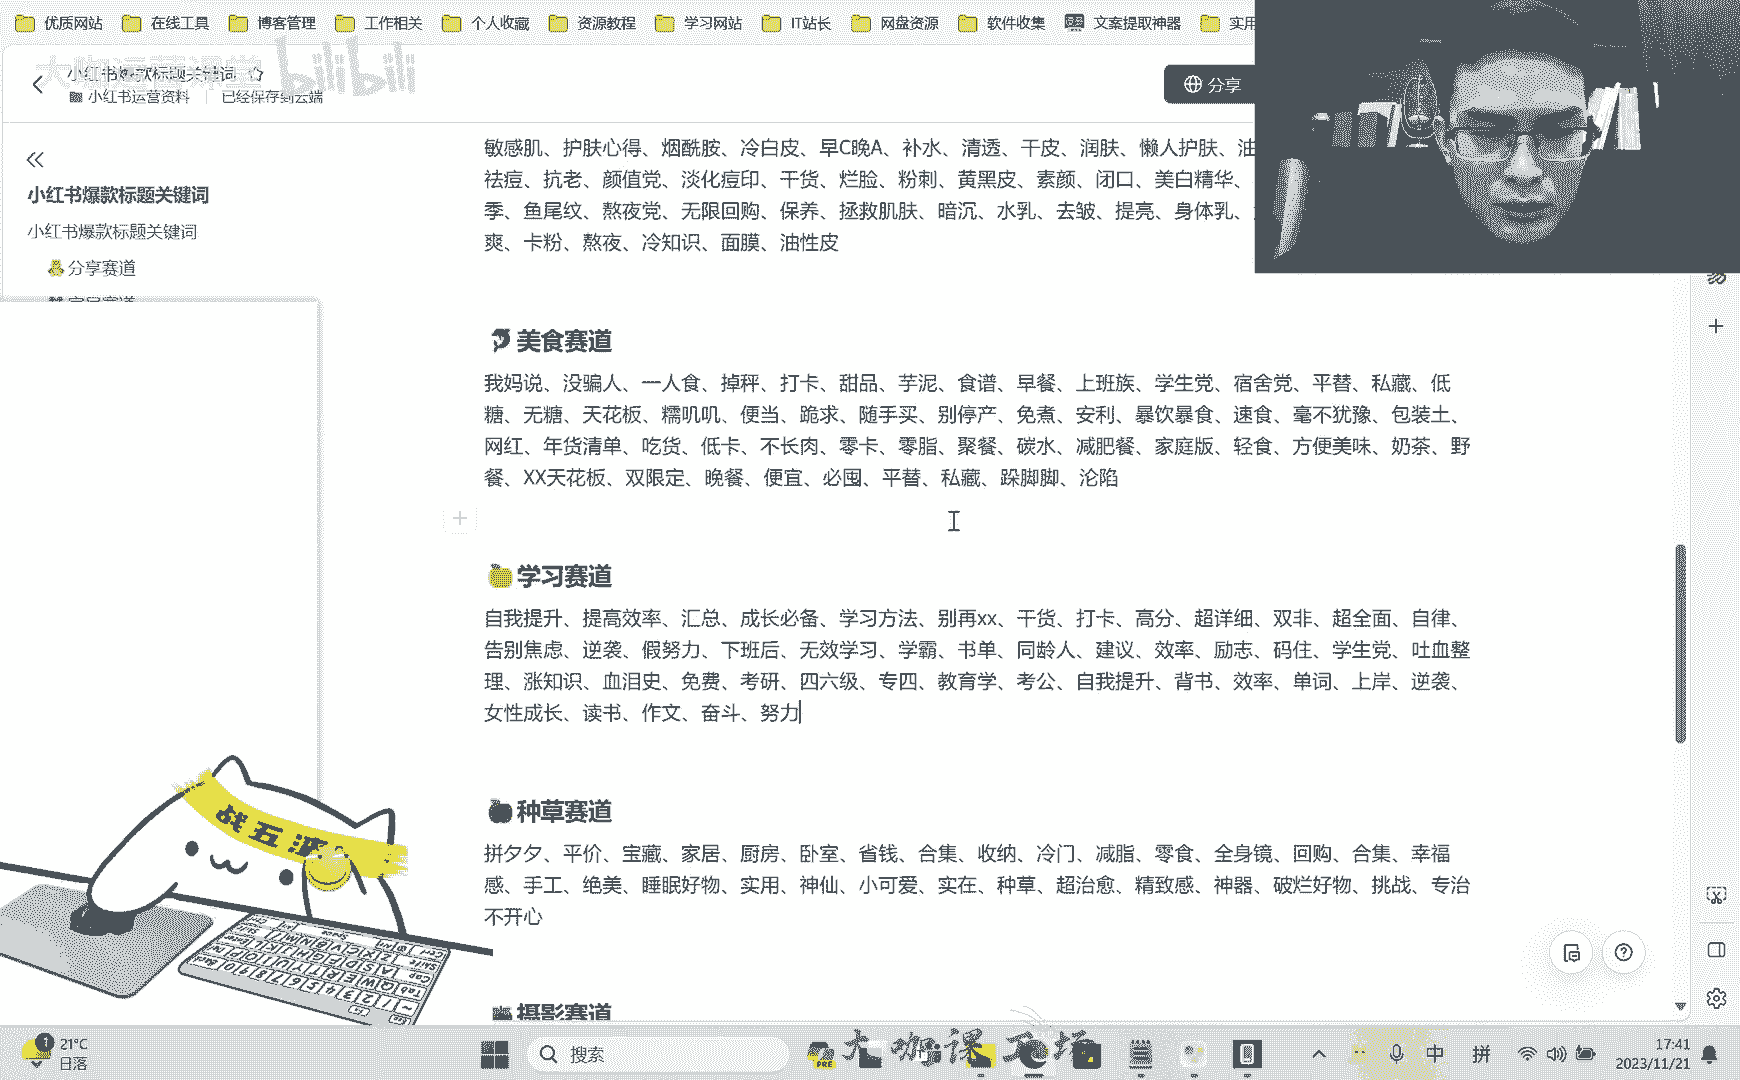 优质网站 在线工具 博客管理 工作相关 个人收藏 资源教程 学习网站 IT站长 网盘资源 软件收集 文案提取神器 实用
小红书爆款标题关键词
bilibili
小红书运营资料 已经保存到云端
分享
小红书爆款标题关键词
小红书爆款标题关键词
分享赛道
敏感肌、护肤心得、烟酰胺、冷白皮、早C晚A、补水、清透、干皮、润肤、懒人护肤、油
祛痘、抗老、颜值党、淡化痘印、干货、烂脸、粉刺、黄黑皮、素颜、闭口、美白精华、
季、鱼尾纹、熬夜党、无限回购、保养、拯救肌肤、暗沉、水乳、去皱、提亮、身体乳、
爽、卡粉、熬夜、冷知识、面膜、油性皮
美食赛道
我妈说、没骗人、一人食、掉秤、打卡、甜品、芋泥、食谱、早餐、上班族、学生党、宿舍党、平替、私藏、低
糖、无糖、天花板、糯叽叽、便当、跪求、随手买、别停产、免煮、安利、暴饮暴食、速食、毫不犹豫、包装土、
网红、年货清单、吃货、低卡、不长肉、零卡、零脂、聚餐、碳水、减肥餐、家庭版、轻食、方便美味、奶茶、野
餐、XX天花板、双限定、晚餐、便宜、必囤、平替、私藏、跺脚脚、沦陷
学习赛道
自我提升、提高效率、汇总、成长必备、学习方法、别再xx、干货、打卡、高分、超详细、双非、超全面、自律、
告别焦虑、逆袭、假努力、下班后、无效学习、学霸、书单、同龄人、建议、效率、励志、码住、学生党、吐血整
理、涨知识、血泪史、免费、考研、四六级、专四、教育学、考公、自我提升、背书、效率、单词、上岸、逆袭、
女性成长、读书、作文、奋斗、努力
种草赛道
拼夕夕、平价、宝藏、家居、厨房、卧室、省钱、合集、收纳、冷门、减脂、零食、全身镜、回购、合集、幸福
感、手工、绝美、睡眠好物、实用、神仙、小可爱、实在、种草、超治愈、精致感、神器、破烂好物、挑战、专治
不开心
摄影赛道
战五渣
21°C
日落
搜索
PRE
中 拼
17:41
2023/11/21